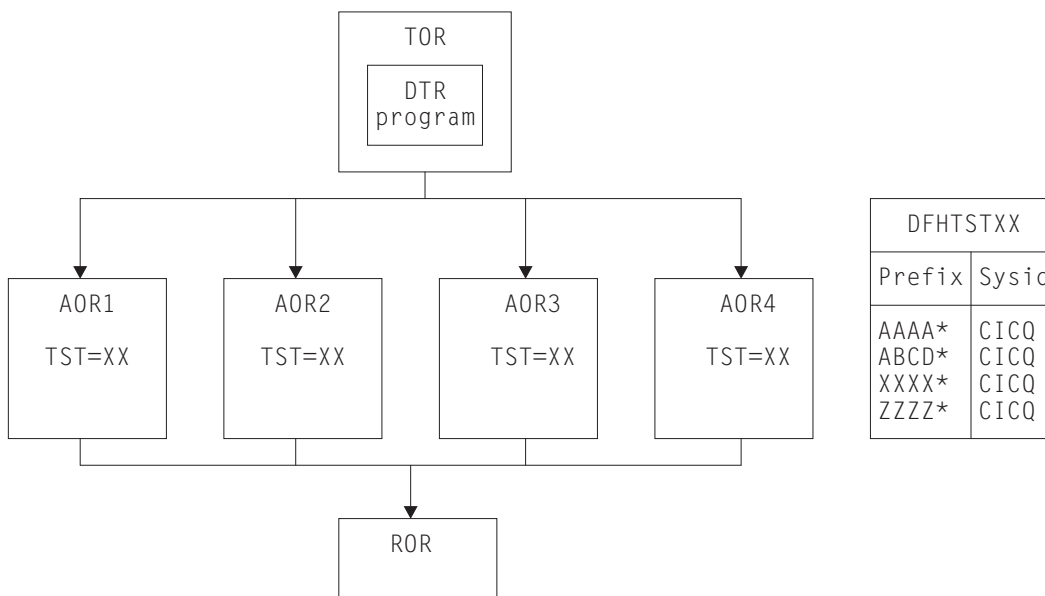 TOR
DTR
program
AOR1
TST=XX
AOR2
TST=XX
AOR3
TST=XX
AOR4
TST=XX
DFHTSTXX
Prefix
AAAA* CICQ
ABCD* CICQ
XXXX* CICQ
ZZZZ* CICQ
ROR